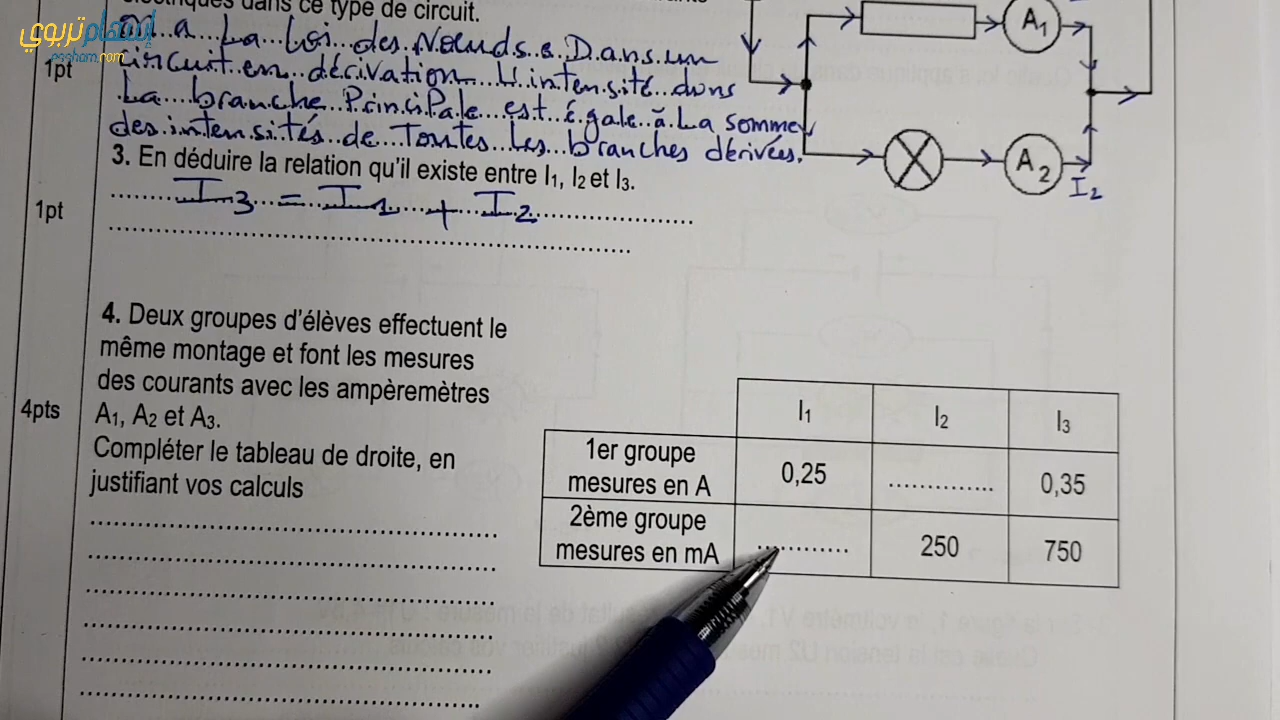 إسهام تربوي
esgham.com
électriques dans ce type de circuit.
on a La Loi des Nœuds : Dans un
circuit en dérivation L'intensité dans
La branche Principale est Égale à La somme
des intensités de Toutes Les branches dérivées.
1pt
3. En déduire la relation qu'il existe entre I1, I2 et I3.
I3 = I1 + I2
1pt
A1
A2
I2
4. Deux groupes d'élèves effectuent le
même montage et font les mesures
des courants avec les ampèremètres
A1, A2 et A3.
Compléter le tableau de droite, en
justifiant vos calculs
4pts
I1 I2 I3
1er groupe
mesures en A 0,25 .............. 0,35
2ème groupe
mesures en mA ............ 250 750